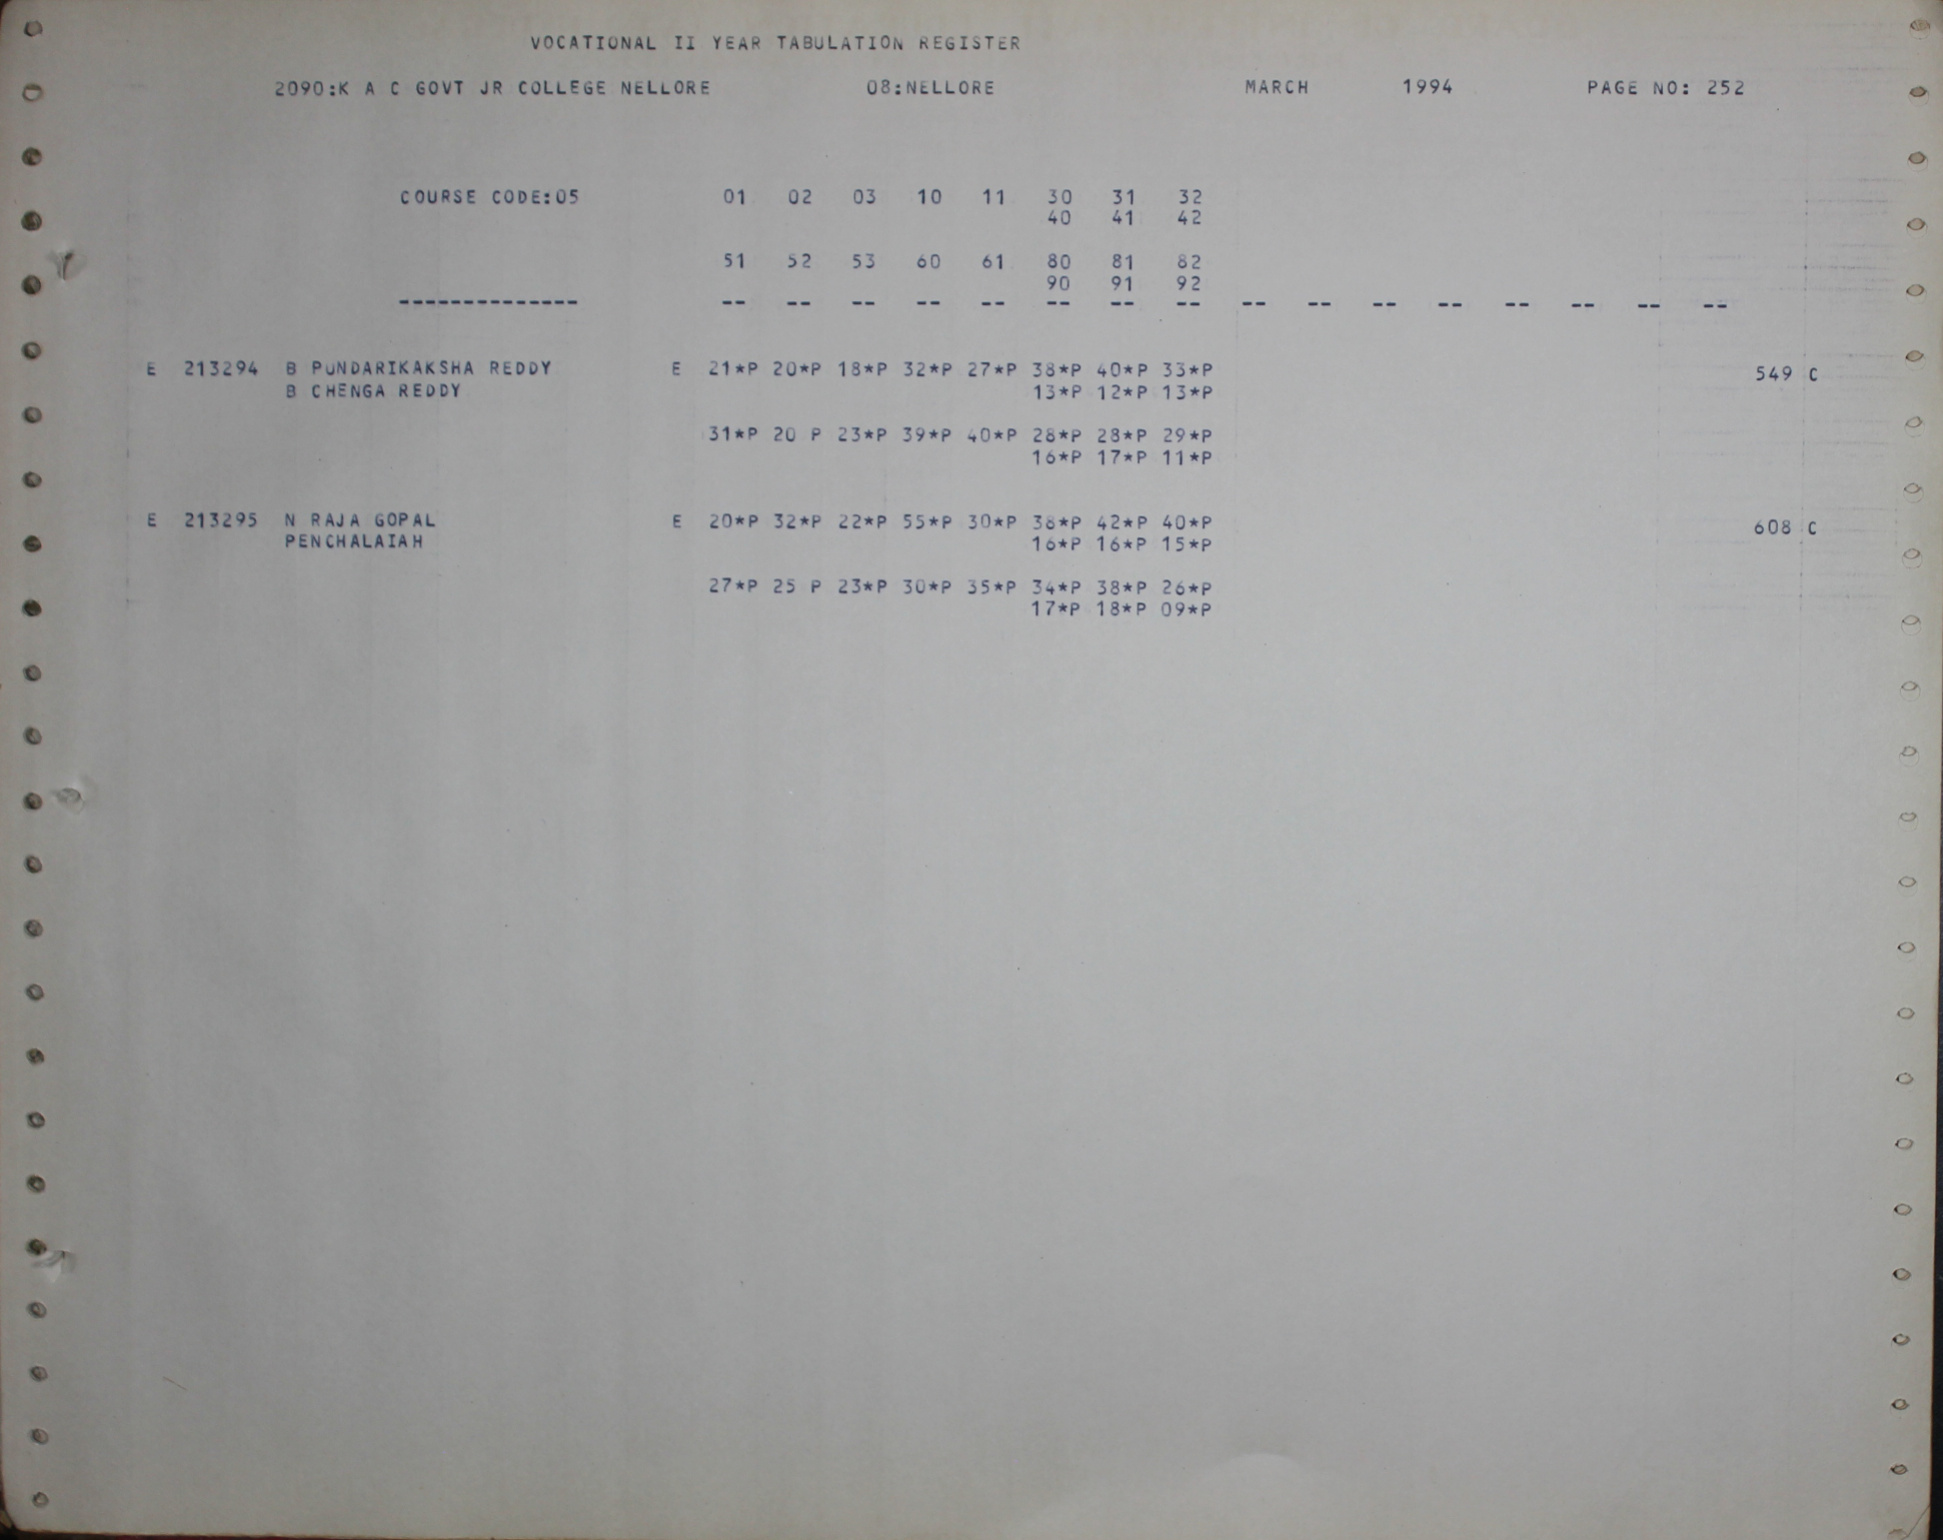 VOCATIONAL II YEAR TABULATION REGISTER
2090:K A C GOVT JR COLLEGE NELLORE 08:NELLORE MARCH 1994 PAGE NO: 252
COURSE CODE:05 01 02 03 10 11 30 31 32
40 41 42
51 52 53 60 61 80 81 82
90 91 92
-------------- -- -- -- -- -- -- -- -- -- -- -- -- -- -- -- --
E 213294 B PUNDARIKAKSHA REDDY E 21*P 20*P 18*P 32*P 27*P 38*P 40*P 33*P 549 C
B CHENGA REDDY 13*P 12*P 13*P
31*P 20 P 23*P 39*P 40*P 28*P 28*P 29*P
16*P 17*P 11*P
E 213295 N RAJA GOPAL E 20*P 32*P 22*P 55*P 30*P 38*P 42*P 40*P 608 C
PENCHALAIAH 16*P 16*P 15*P
27*P 25 P 23*P 30*P 35*P 34*P 38*P 26*P
17*P 18*P 09*P